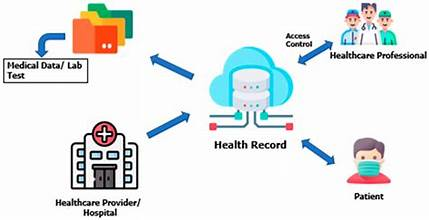 Access
Control
Healthcare Professional
Medical Data/ Lab
Test
Health Record
Healthcare Provider/
Hospital
Patient